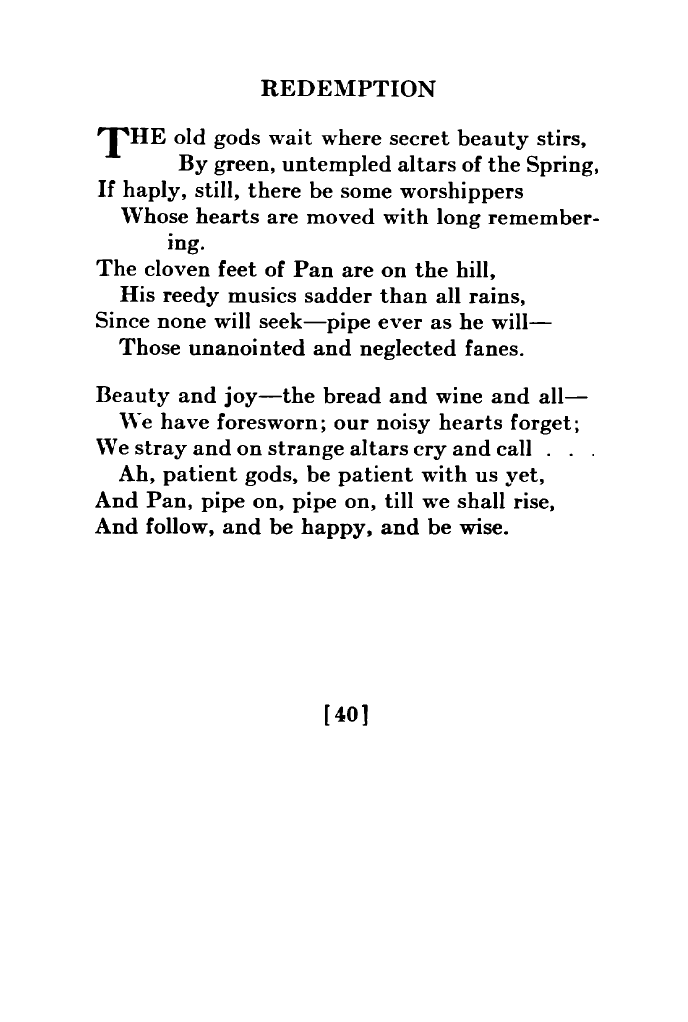 REDEMPTION
THE old gods wait where secret beauty stirs,
By green, untempled altars of the Spring,
If haply, still, there be some worshippers
Whose hearts are moved with long remember-
ing.
The cloven feet of Pan are on the hill,
His reedy musics sadder than all rains,
Since none will seek—pipe ever as he will—
Those unanointed and neglected fanes.
Beauty and joy—the bread and wine and all—
We have foresworn; our noisy hearts forget;
We stray and on strange altars cry and call . . .
Ah, patient gods, be patient with us yet,
And Pan, pipe on, pipe on, till we shall rise,
And follow, and be happy, and be wise.
[40]